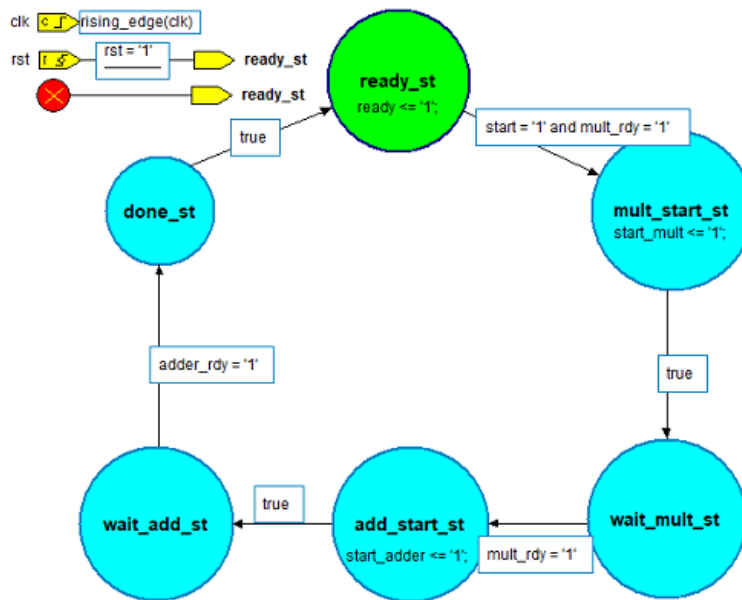 clk
c
rising_edge(clk)
rst
r
rst = '1'
ready_st
ready_st
ready_st
ready <= '1';
true
start = '1' and mult_rdy = '1'
done_st
mult_start_st
start_mult <= '1';
adder_rdy = '1'
true
wait_add_st
true
add_start_st
start_adder <= '1';
mult_rdy = '1'
wait_mult_st